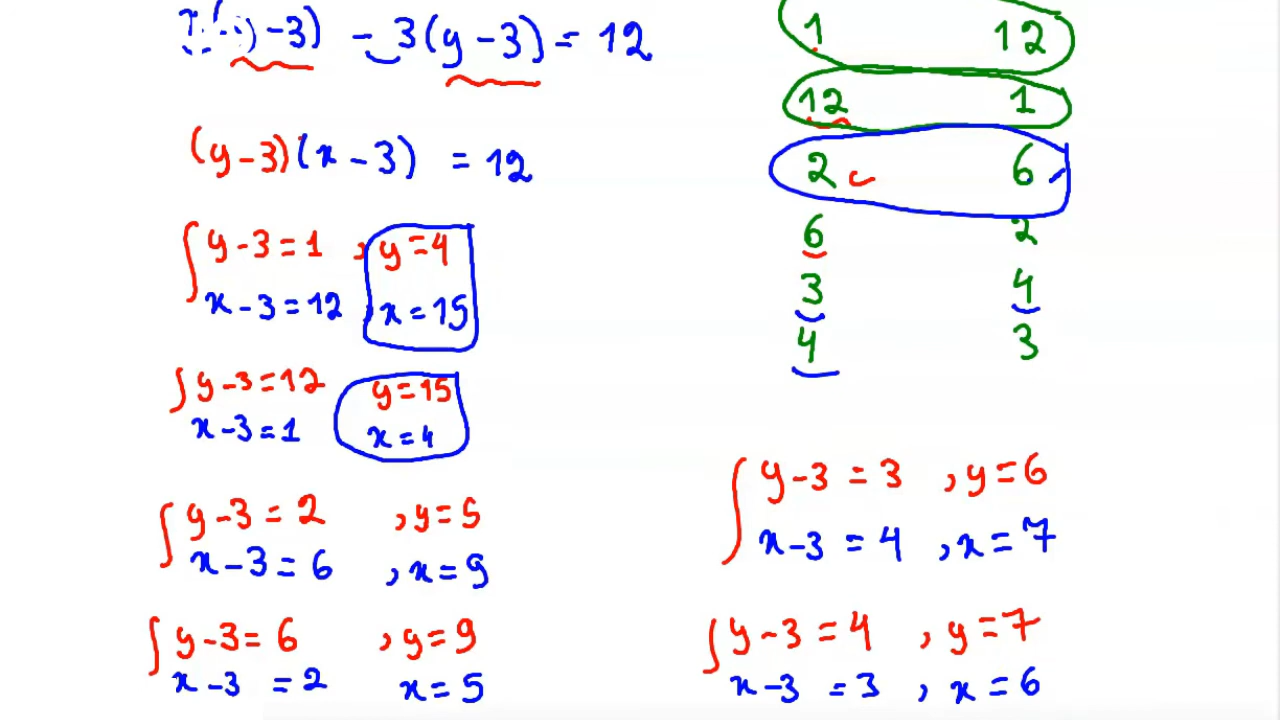 -3) - 3(y-3) = 12
(y-3)(x-3) = 12
y-3=1 , y=4
x-3=12 x=15
y-3=12 y=15
x-3=1 x=4
y-3=2 , y=5
x-3=6 , x=9
y-3=6 , y=9
x-3=2 x=5
1 12
12 1
2 6
6 2
3 4
4 3
y-3=3 , y=6
x-3=4 , x=7
y-3=4 , y=7
x-3=3 , x=6